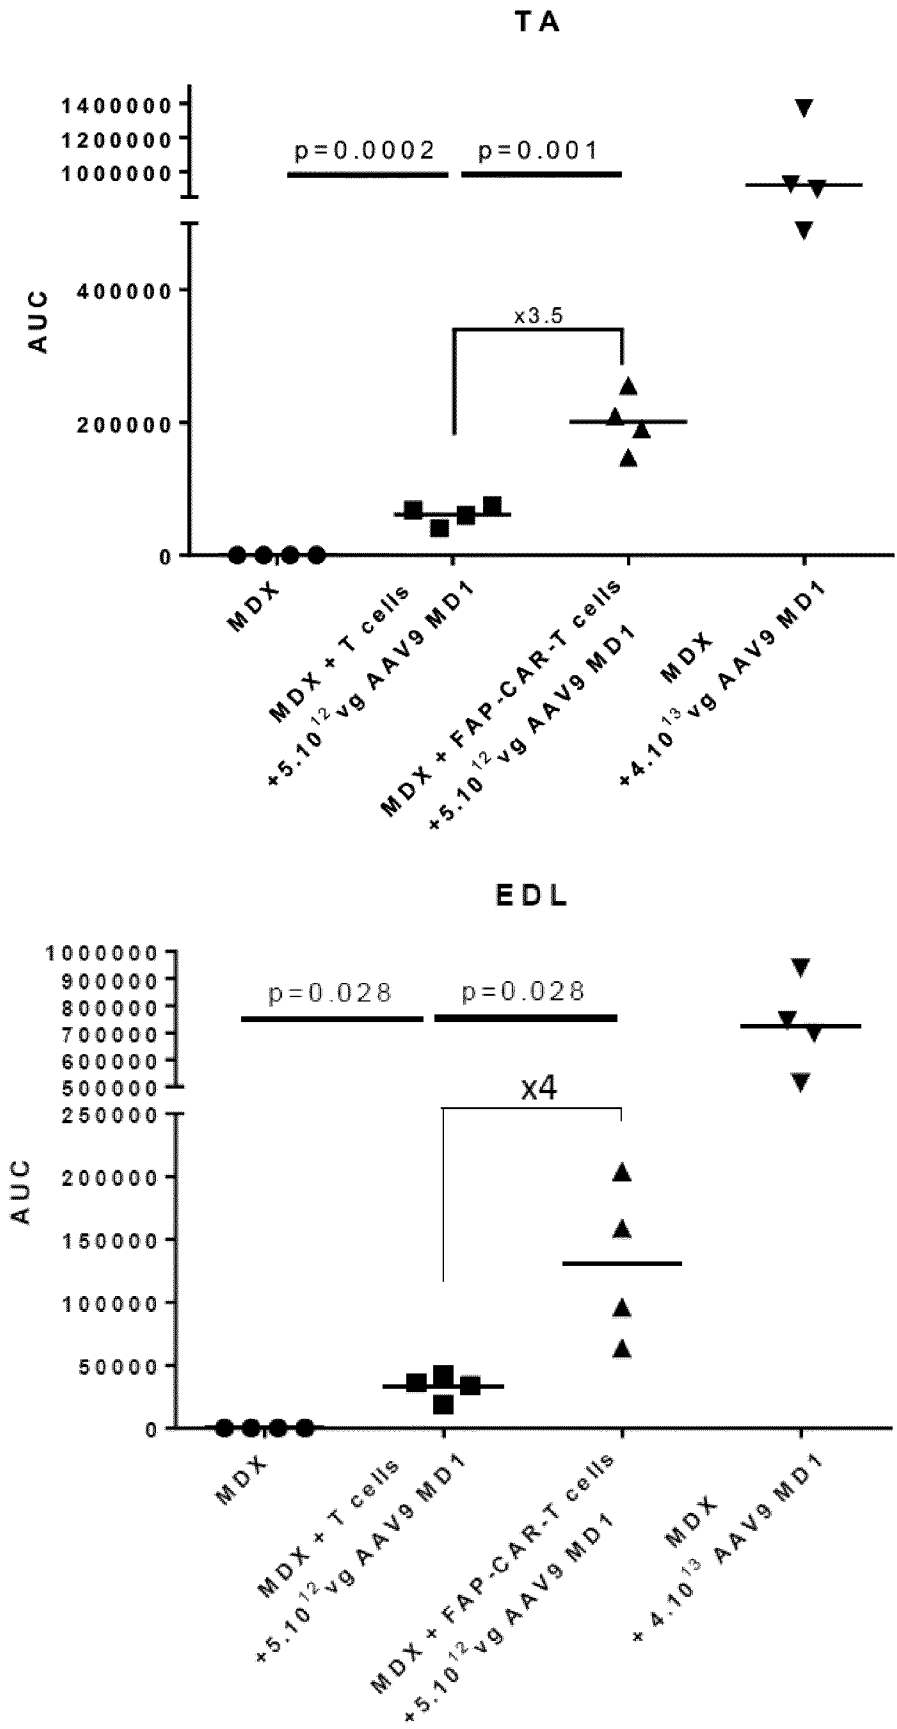 TA
1400000
1200000
1000000
p=0.0002 p=0.001
400000
AUC
x3.5
200000
0
MDX
MDX + T cells
+5.10¹² vg AAV9 MD1
MDX + FAP-CAR-T cells
+5.10¹² vg AAV9 MD1
MDX
+4.10¹³ vg AAV9 MD1
EDL
1000000
900000
800000
700000
600000
500000
p=0.028 p=0.028
x4
250000
200000
AUC
150000
100000
50000
0
MDX
MDX + T cells
+5.10¹² vg AAV9 MD1
MDX + FAP-CAR-T cells
+5.10¹² vg AAV9 MD1
MDX
+ 4.10¹³ AAV9 MD1